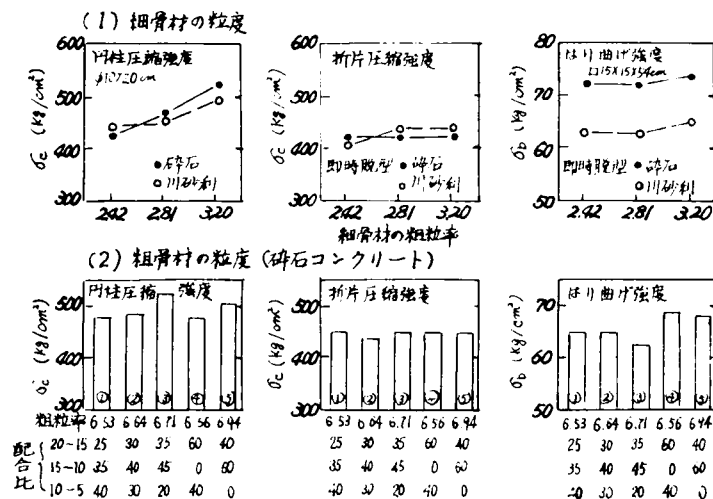 (1) 細骨材の粒度
600 円柱圧縮強度 φ10×20cm
500
400
300
σc (kg/cm²)
● 砕石
○ 川砂利
2.42 2.81 3.20
600 折片圧縮強度
500
400
300
σc (kg/cm²)
即時脱型 ● 砕石
○ 川砂利
2.42 2.81 3.20
細骨材の粗粒率
80 はり曲げ強度
□15×15×54cm
70
60
50
σb (kg/cm²)
即時脱型 ● 砕石
○ 川砂利
2.42 2.81 3.20
(2) 粗骨材の粒度 (砕石コンクリート)
円柱圧縮強度
500
400
300
σc (kg/cm²)
① ② ③ ④ ⑤
折片圧縮強度
500
400
300
σc (kg/cm²)
① ② ③ ④ ⑤
はり曲げ強度
70
60
50
σb (kg/cm²)
① ② ③ ④ ⑤
粗粒率 6.53 6.64 6.71 6.56 6.44 6.53 6.64 6.71 6.56 6.44 6.53 6.64 6.71 6.56 6.44
配合比
20~15 25 30 35 60 40 25 30 35 60 40 25 30 35 60 40
15~10 35 40 45 0 60 35 40 45 0 60 35 40 45 0 60
10~5 40 30 20 40 0 40 30 20 40 0 40 30 20 40 0